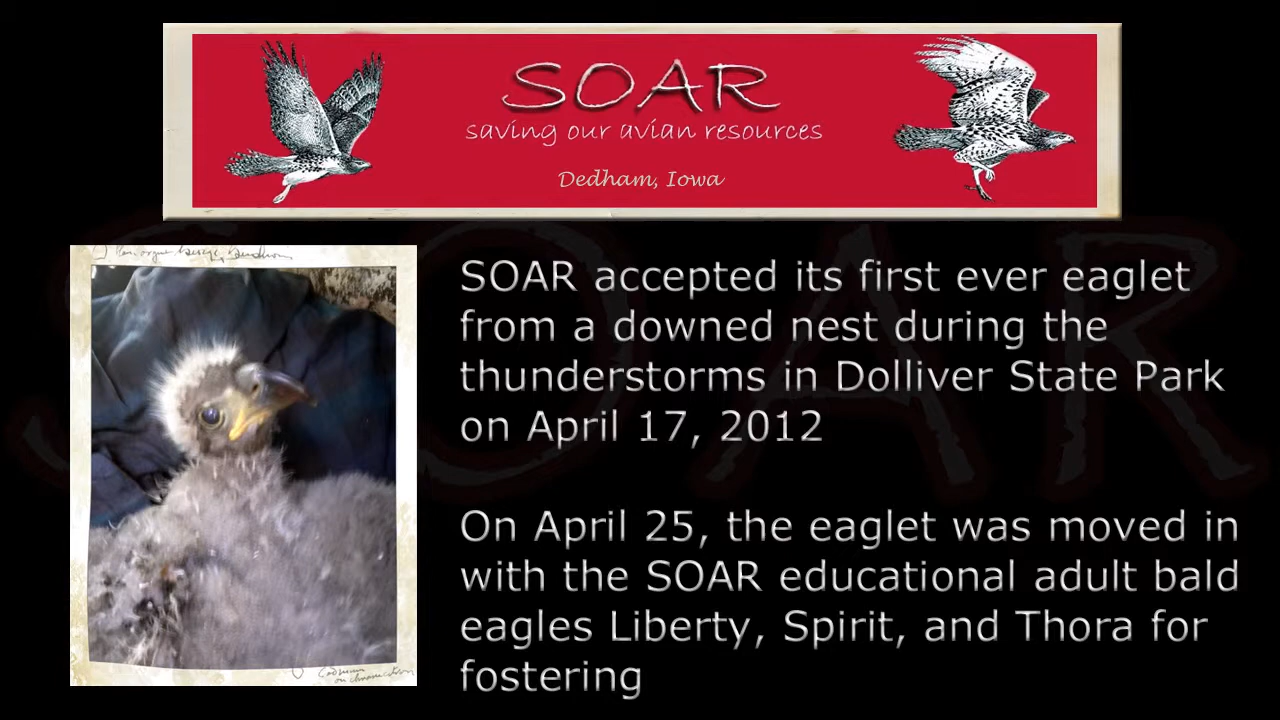 SOAR
saving our avian resources
Dedham, Iowa
SOAR accepted its first ever eaglet
from a downed nest during the
thunderstorms in Dolliver State Park
on April 17, 2012
On April 25, the eaglet was moved in
with the SOAR educational adult bald
eagles Liberty, Spirit, and Thora for
fostering